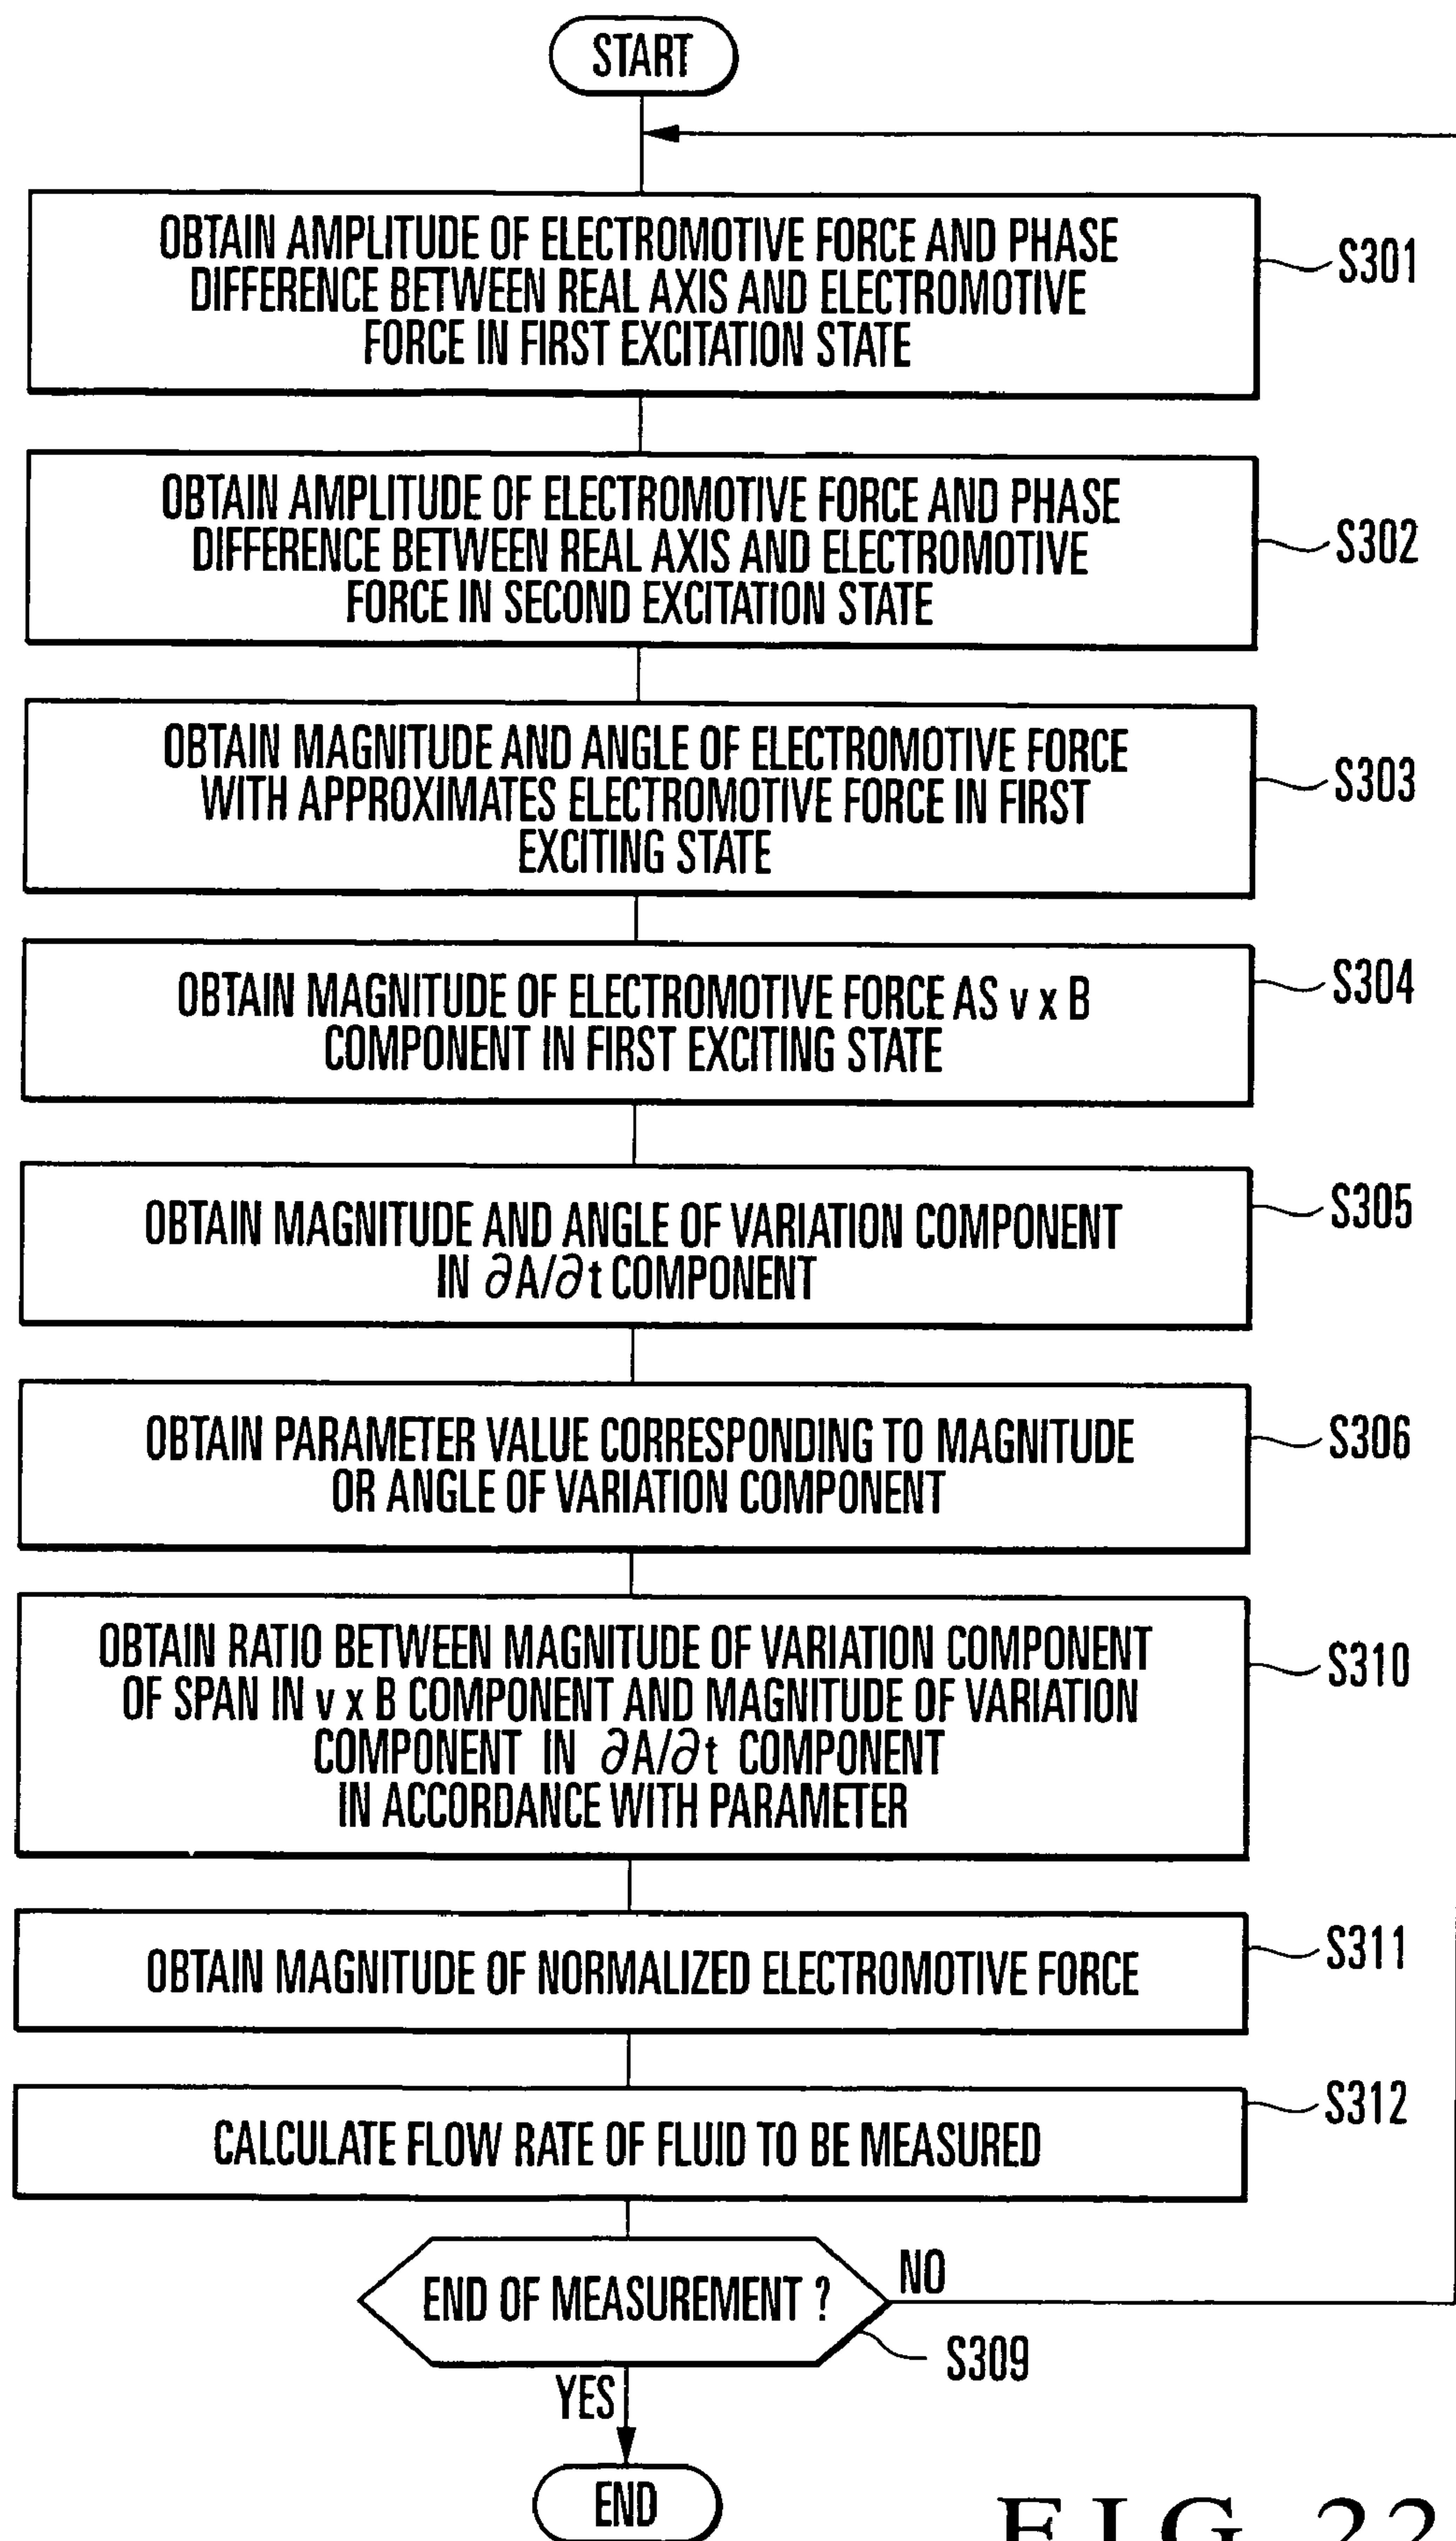 START
OBTAIN AMPLITUDE OF ELECTROMOTIVE FORCE AND PHASE
DIFFERENCE BETWEEN REAL AXIS AND ELECTROMOTIVE
FORCE IN FIRST EXCITATION STATE
S301
OBTAIN AMPLITUDE OF ELECTROMOTIVE FORCE AND PHASE
DIFFERENCE BETWEEN REAL AXIS AND ELECTROMOTIVE
FORCE IN SECOND EXCITATION STATE
S302
OBTAIN MAGNITUDE AND ANGLE OF ELECTROMOTIVE FORCE
WITH APPROXIMATES ELECTROMOTIVE FORCE IN FIRST
EXCITING STATE
S303
OBTAIN MAGNITUDE OF ELECTROMOTIVE FORCE AS v x B
COMPONENT IN FIRST EXCITING STATE
S304
OBTAIN MAGNITUDE AND ANGLE OF VARIATION COMPONENT
IN ∂A/∂t COMPONENT
S305
OBTAIN PARAMETER VALUE CORRESPONDING TO MAGNITUDE
OR ANGLE OF VARIATION COMPONENT
S306
OBTAIN RATIO BETWEEN MAGNITUDE OF VARIATION COMPONENT
OF SPAN IN v x B COMPONENT AND MAGNITUDE OF VARIATION
COMPONENT IN ∂A/∂t COMPONENT
IN ACCORDANCE WITH PARAMETER
S310
OBTAIN MAGNITUDE OF NORMALIZED ELECTROMOTIVE FORCE
S311
CALCULATE FLOW RATE OF FLUID TO BE MEASURED
S312
END OF MEASUREMENT ?
NO
S309
YES
END
FIG. 22